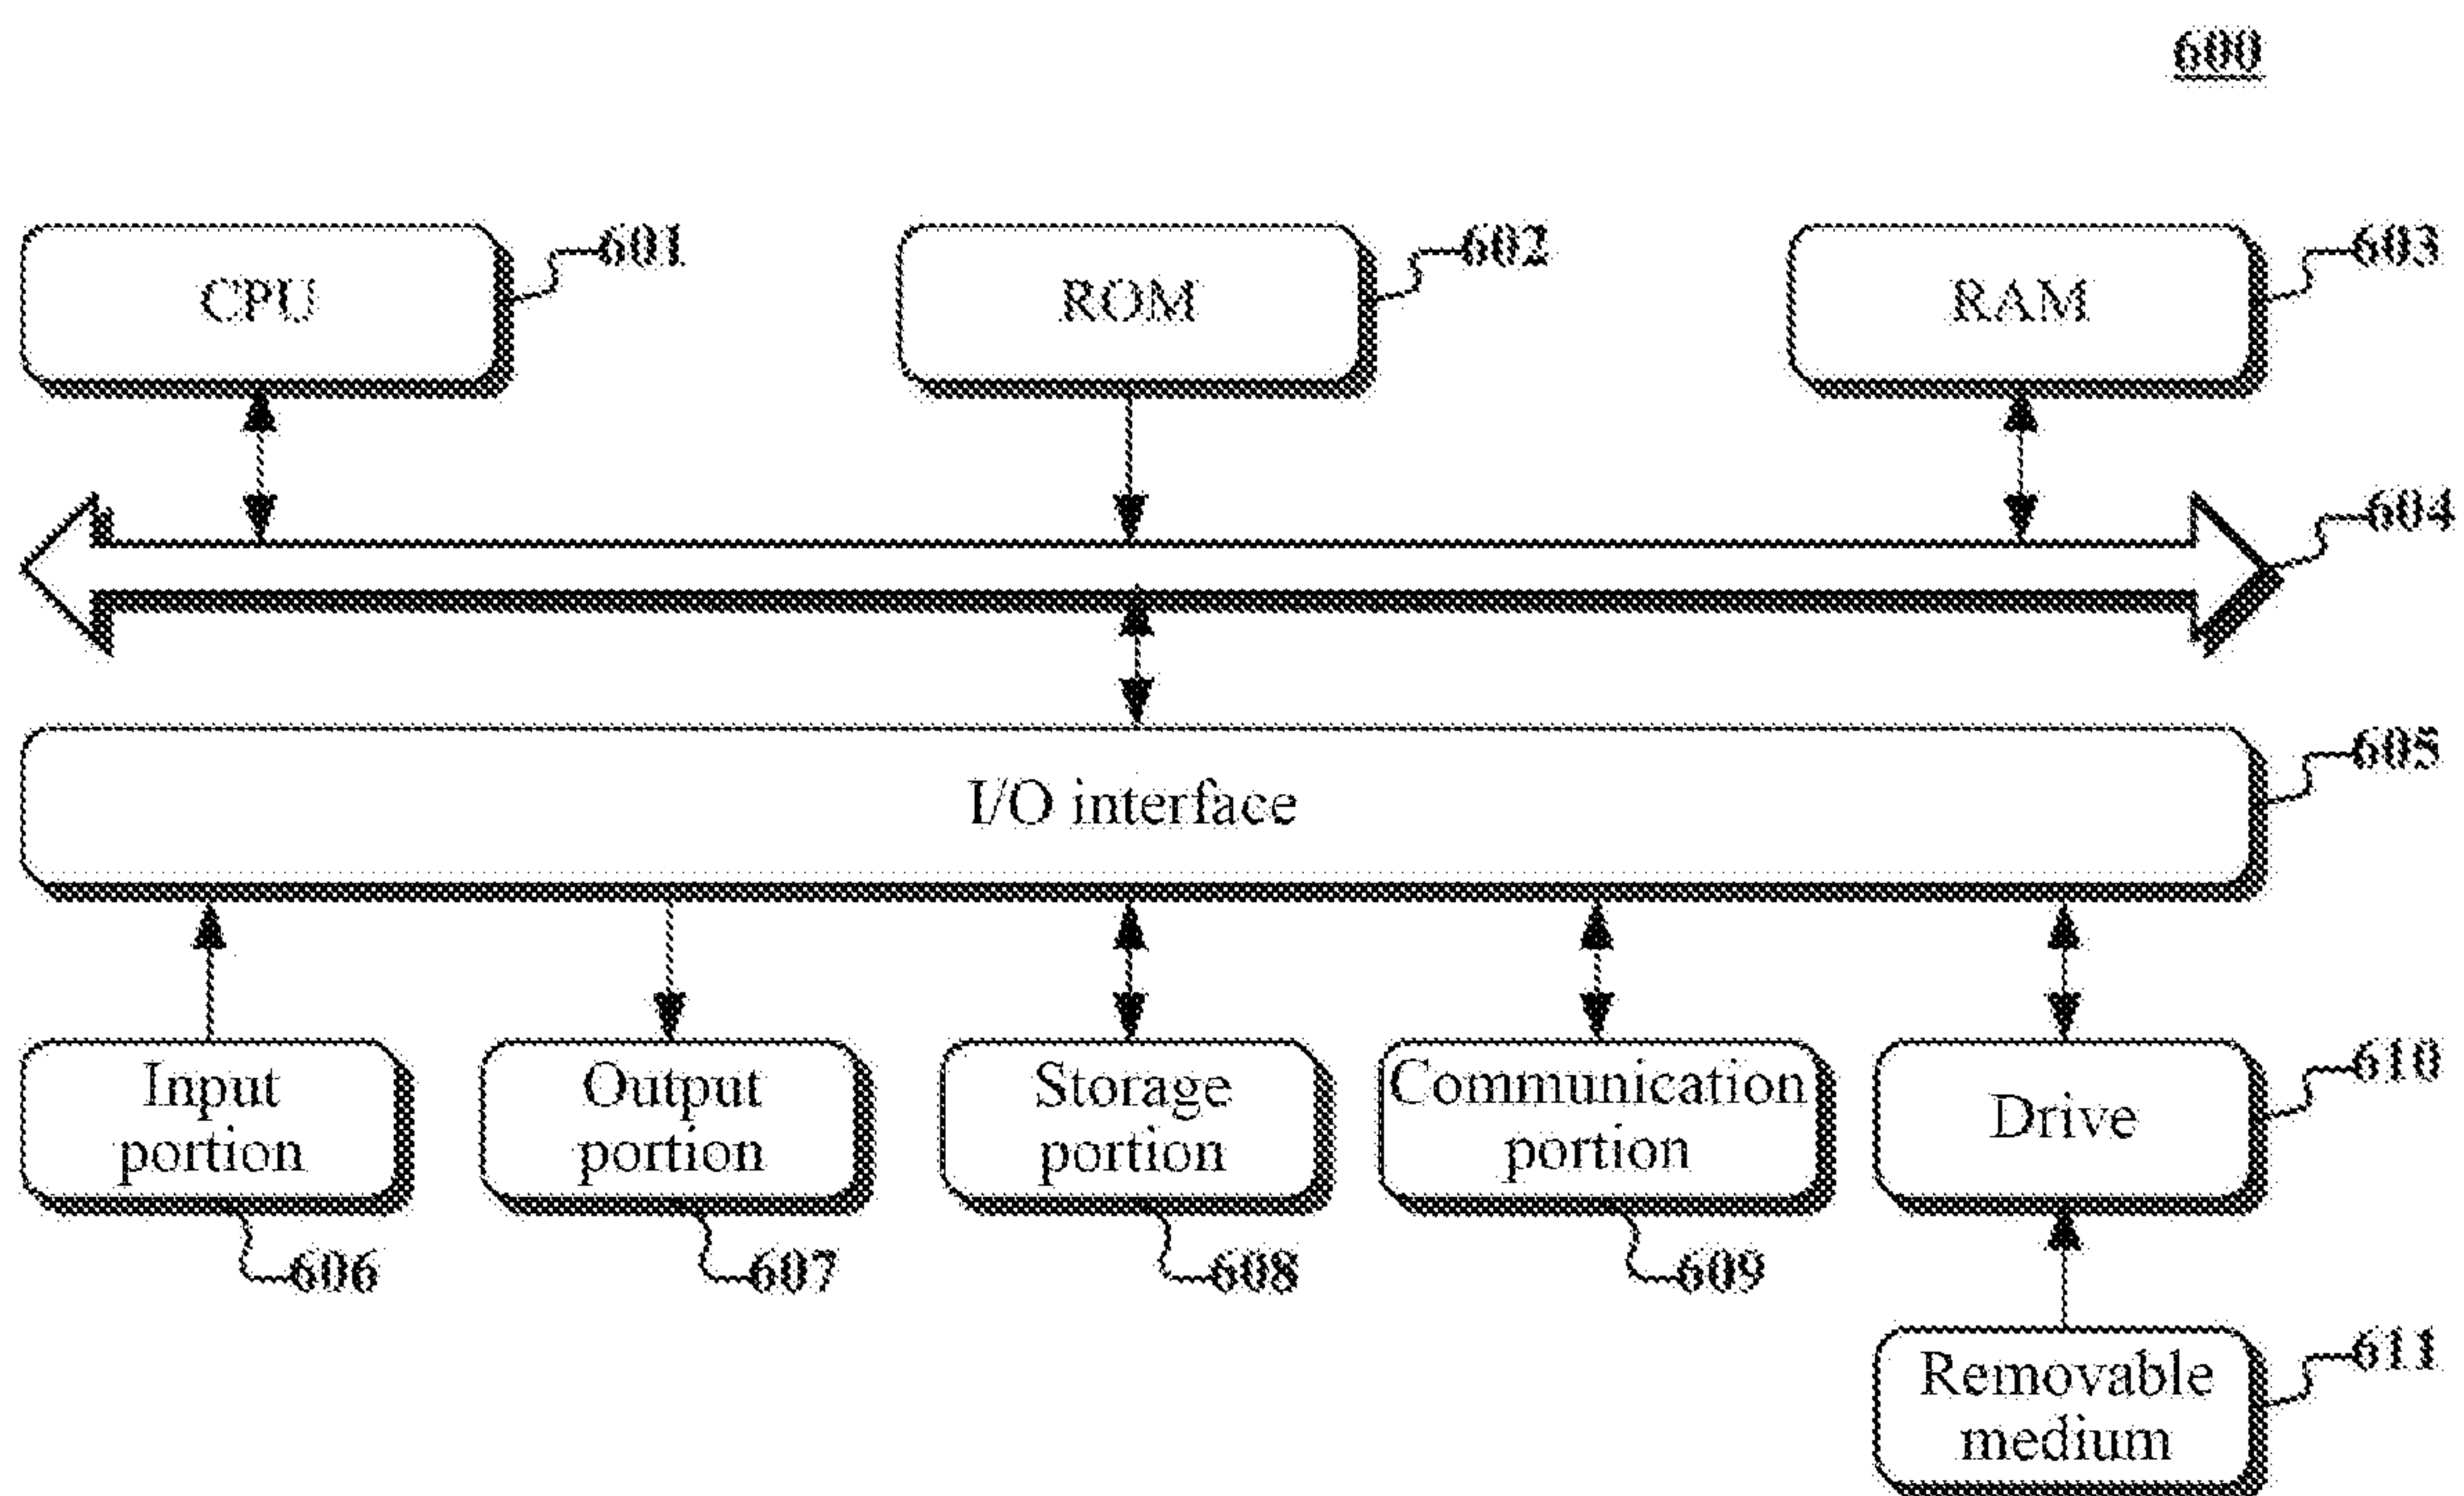 600
CPU
601
ROM
602
RAM
603
604
I/O interface
605
Input
portion
Output
portion
Storage
portion
Communication
portion
Drive
610
606
607
608
609
Removable
medium
611